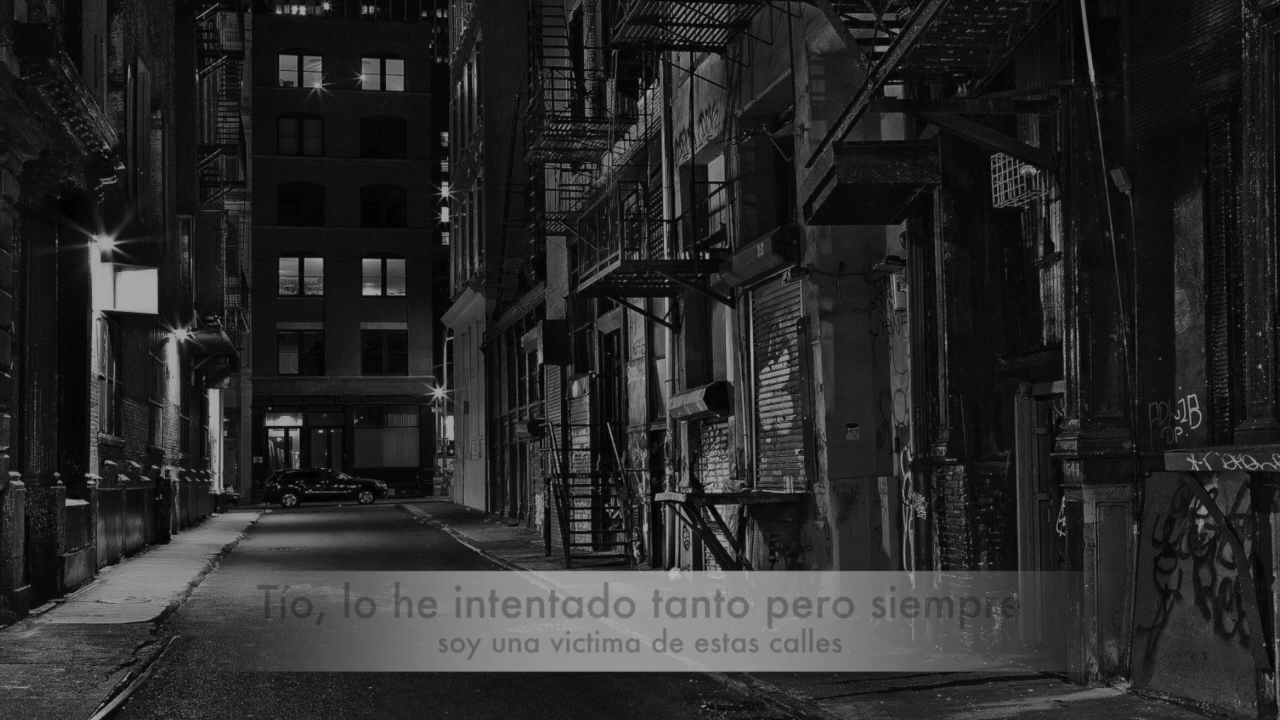 Tío, lo he intentado tanto pero siempre
soy una victima de estas calles